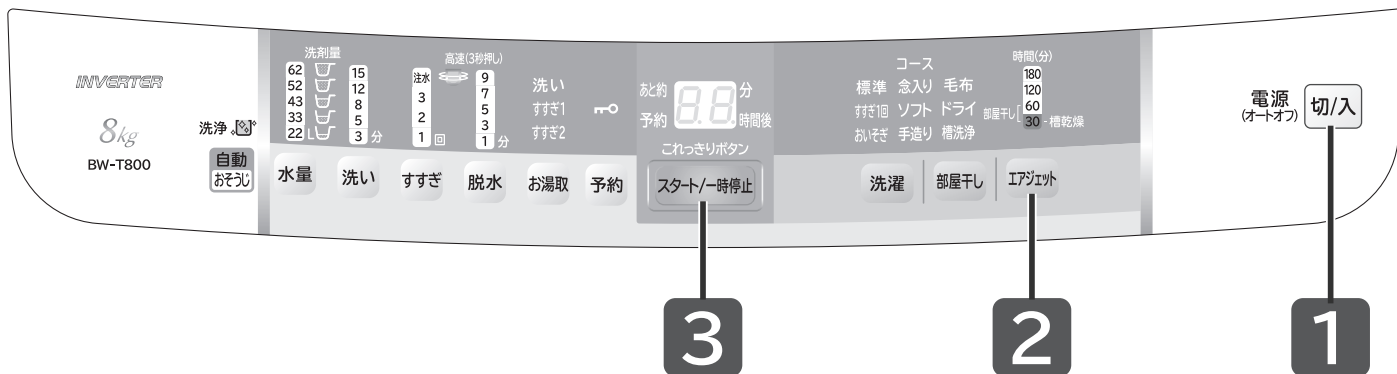 INVERTER
8kg
BW-T800
洗浄
自動
おそうじ
洗剤量
62
52
43
33
22 L
15
12
8
5
3 分
注水
3
2
1 回
高速(3秒押し)
9
7
5
3
1 分
洗い
すすぎ1
すすぎ2
あと約 88 分
予約 時間後
これっきりボタン
コース
標準 念入り 毛布
すすぎ1回 ソフト ドライ
おいそぎ 手造り 槽洗浄
時間(分)
180
120
部屋干し[ 60
30 - 槽乾燥
水量
洗い
すすぎ
脱水
お湯取
予約
スタート/一時停止
洗濯
部屋干し
エアジェット
電源
(オートオフ)
切/入
3
2
1